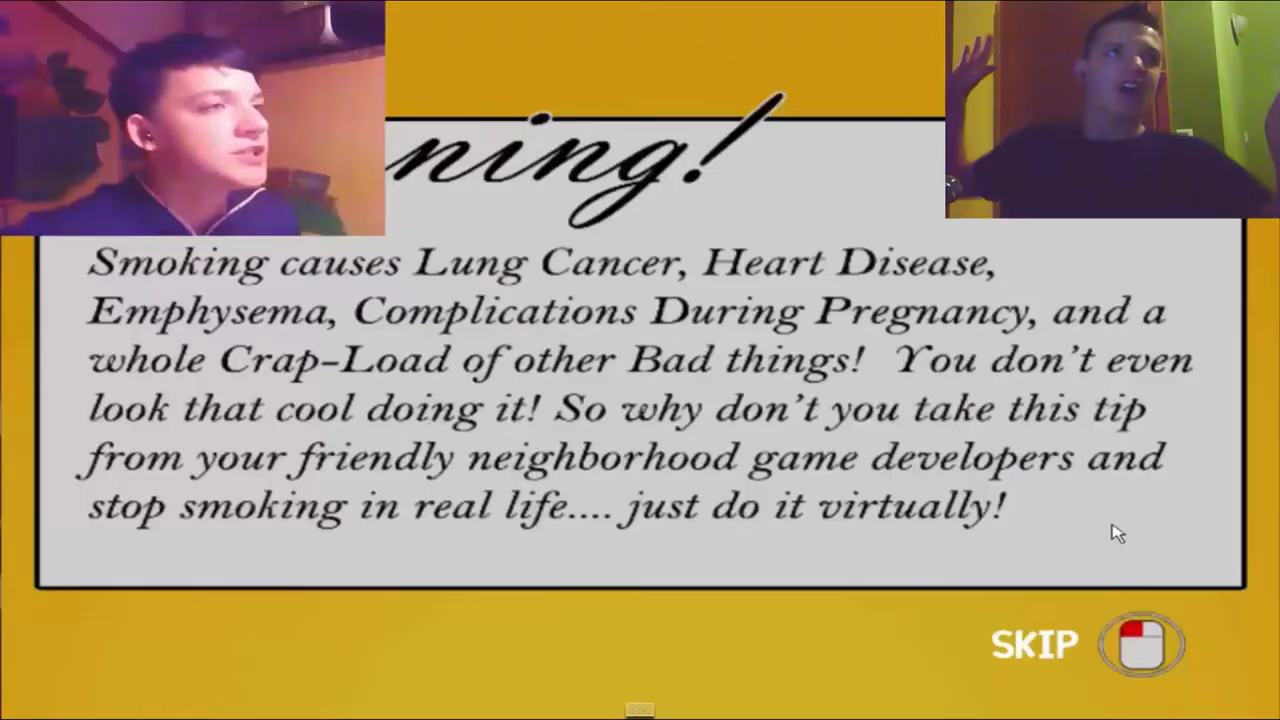 ning!
Smoking causes Lung Cancer, Heart Disease,
Emphysema, Complications During Pregnancy, and a
whole Crap-Load of other Bad things!  You don't even
look that cool doing it! So why don't you take this tip
from your friendly neighborhood game developers and
stop smoking in real life.... just do it virtually!
SKIP